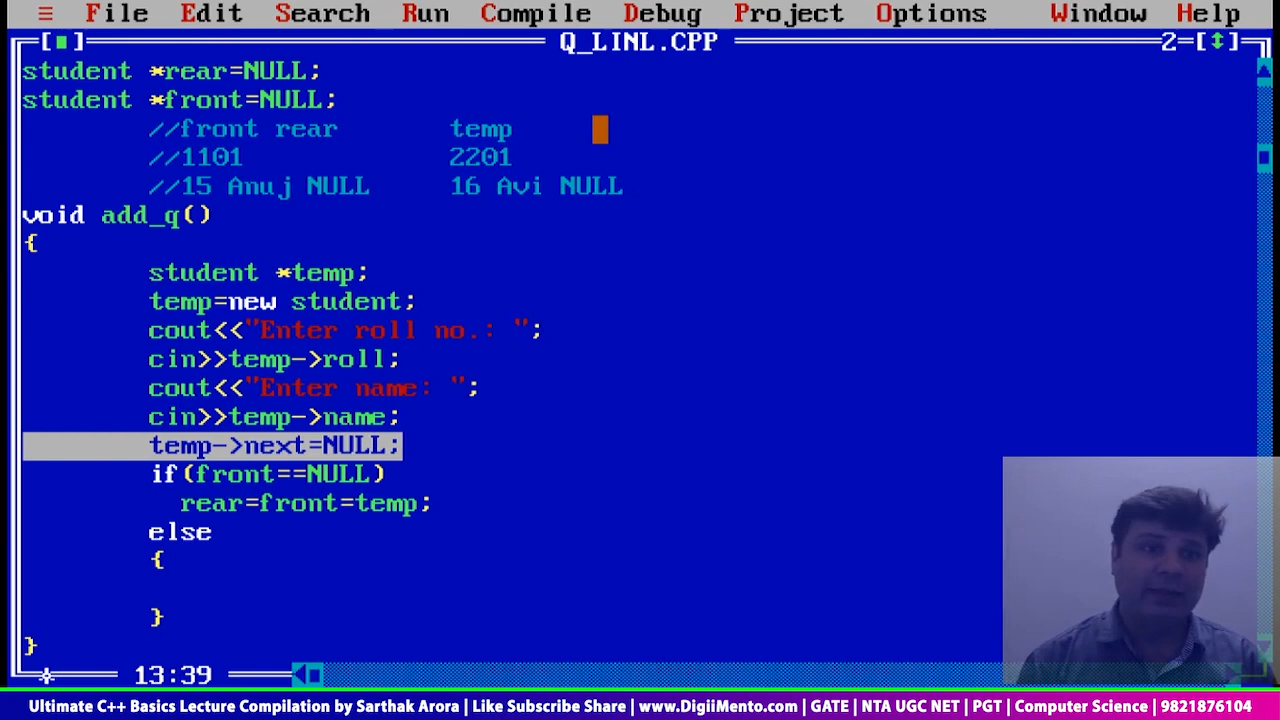 ≡ File Edit Search Run Compile Debug Project Options Window Help
[■] Q_LINL.CPP 2=[↕]
student *rear=NULL;
student *front=NULL;
//front rear temp
//1101 2201
//15 Anuj NULL 16 Avi NULL
void add_q()
{
student *temp;
temp=new student;
cout<<"Enter roll no.: ";
cin>>temp->roll;
cout<<"Enter name: ";
cin>>temp->name;
temp->next=NULL;
if(front==NULL)
rear=front=temp;
else
{
}
}
13:39
Ultimate C++ Basics Lecture Compilation by Sarthak Arora | Like Subscribe Share | www.DigiiMento.com | GATE | NTA UGC NET | PGT | Computer Science | 9821876104